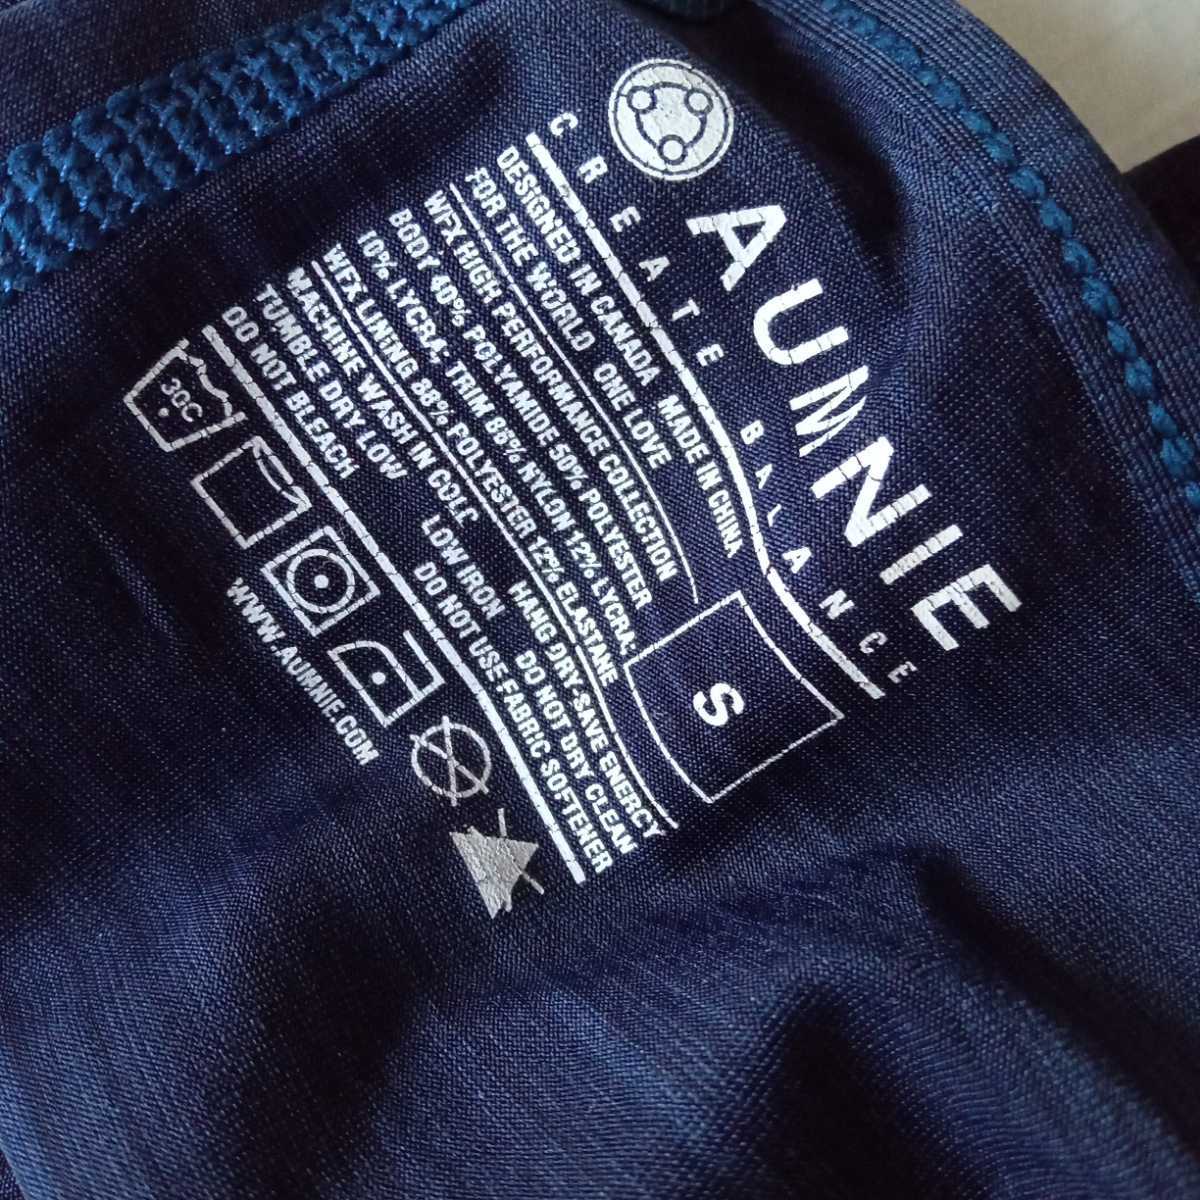 AUMNIE
CREATE BALANCE
DESIGNED IN CANADA MADE IN CHINA
FOR THE WORLD ONE LOVE
WFX HIGH PERFORMANCE COLLECTION
BODY 40% POLYAMIDE 50% POLYESTER
10% LYCRA; TRIM 88% NYLON 12% LYCRA;
WFX LINING 88% POLYESTER 12% ELASTANE
MACHINE WASH IN COLD HANG DRY-SAVE ENERGY
TUMBLE DRY LOW LOW IRON DO NOT DRY CLEAN
DO NOT BLEACH DO NOT USE FABRIC SOFTENER
S
30C
WWW.AUMNIE.COM